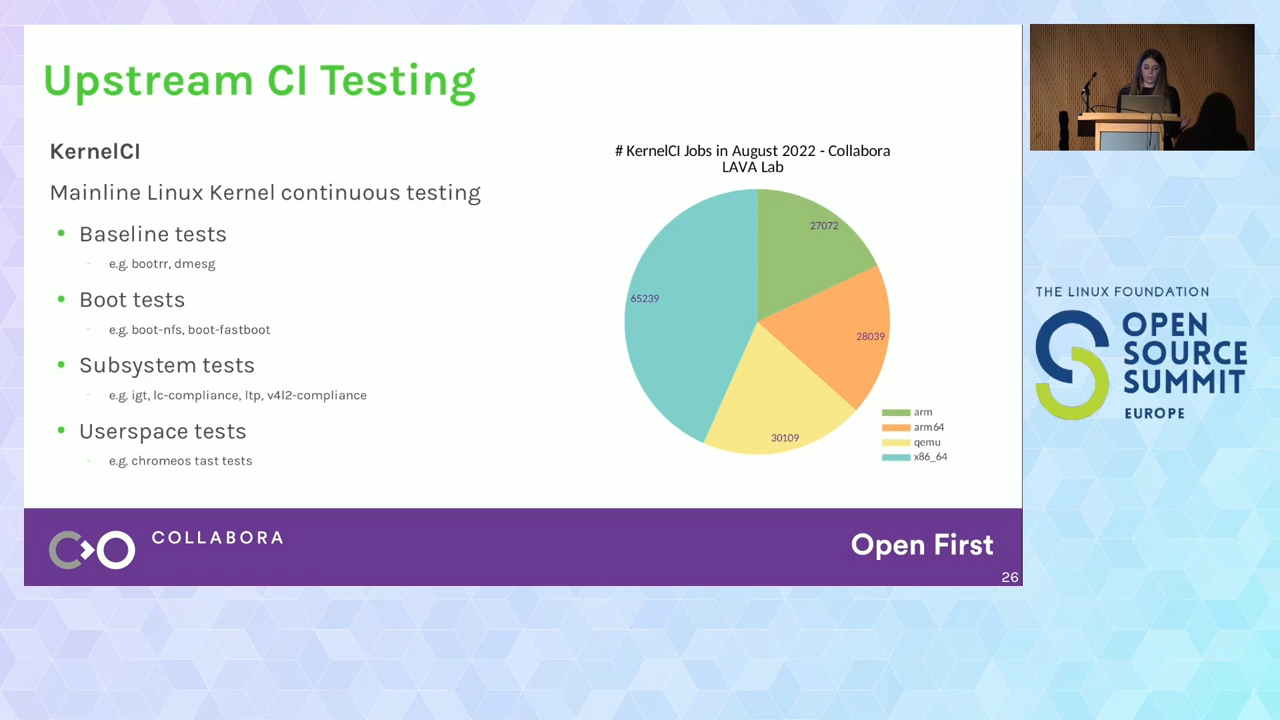 Upstream CI Testing
KernelCI
Mainline Linux Kernel continuous testing
• Baseline tests
- e.g. bootrr, dmesg
• Boot tests
- e.g. boot-nfs, boot-fastboot
• Subsystem tests
- e.g. igt, lc-compliance, ltp, v4l2-compliance
• Userspace tests
- e.g. chromeos tast tests
# KernelCI Jobs in August 2022 - Collabora
LAVA Lab
27072
65239
28039
30109
arm
arm64
qemu
x86_64
COLLABORA
Open First
26
THE LINUX FOUNDATION
OPEN
SOURCE
SUMMIT
EUROPE